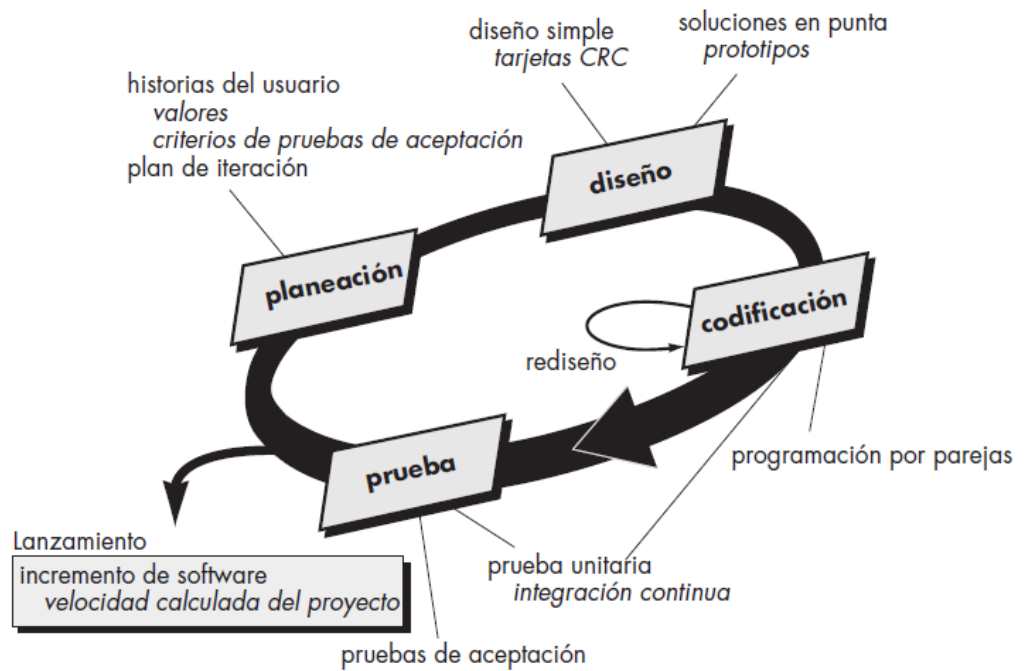 diseño simple
tarjetas CRC
soluciones en punta
prototipos
historias del usuario
valores
criterios de pruebas de aceptación
plan de iteración
diseño
planeación
codificación
rediseño
programación por parejas
prueba
Lanzamiento
incremento de software
velocidad calculada del proyecto
prueba unitaria
integración continua
pruebas de aceptación